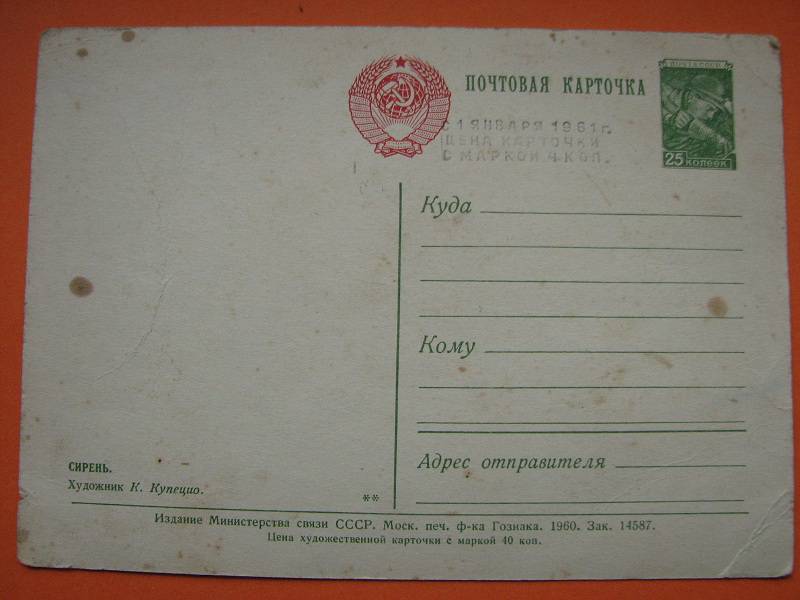 ПОЧТОВАЯ КАРТОЧКА
ПОЧТА СССР
25 КОПЕЕК
С 1 ЯНВАРЯ 1961 г.
ЦЕНА КАРТОЧКИ
С МАРКОЙ 4 КОП.
Куда
Кому
Адрес отправителя
СИРЕНЬ.
Художник К. Купецио.
**
Издание Министерства связи СССР. Моск. печ. ф-ка Гознака. 1960. Зак. 14587.
Цена художественной карточки с маркой 40 коп.